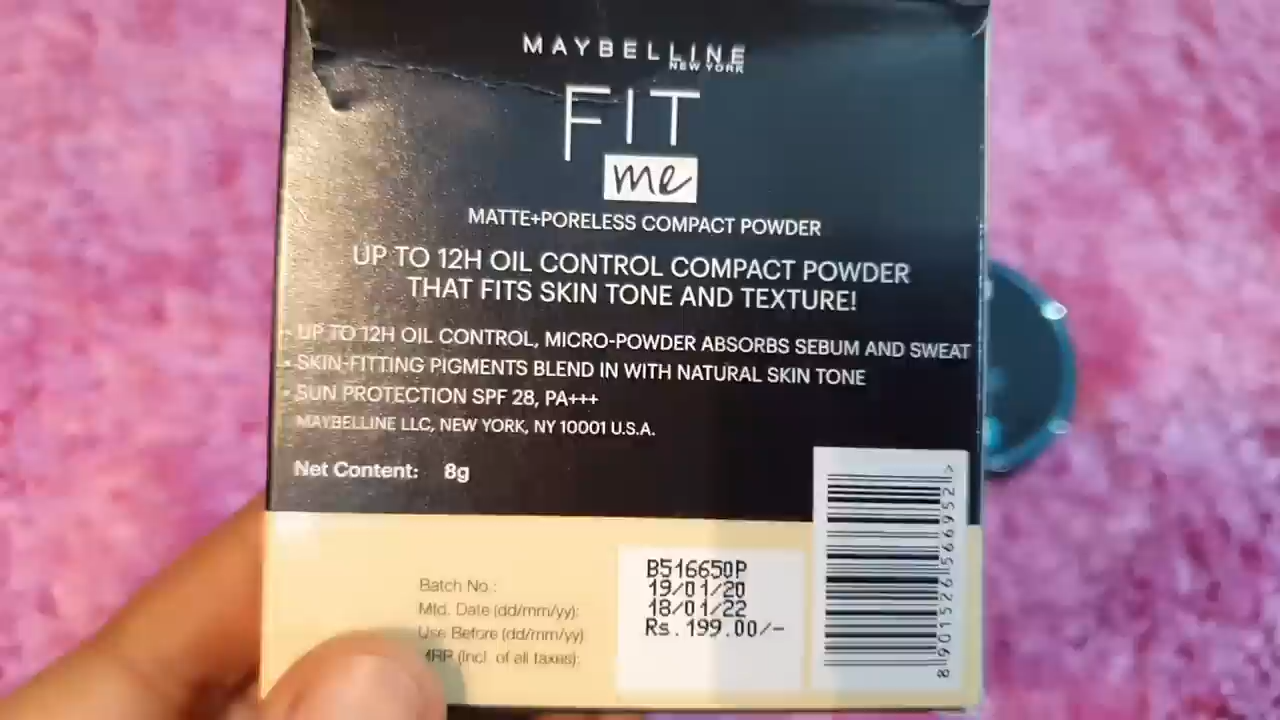 MAYBELLINE
NEW YORK
FIT
me
MATTE+PORELESS COMPACT POWDER
UP TO 12H OIL CONTROL COMPACT POWDER
THAT FITS SKIN TONE AND TEXTURE!
- UP TO 12H OIL CONTROL, MICRO-POWDER ABSORBS SEBUM AND SWEAT
- SKIN-FITTING PIGMENTS BLEND IN WITH NATURAL SKIN TONE
- SUN PROTECTION SPF 28, PA+++
MAYBELLINE LLC, NEW YORK, NY 10001 U.S.A.
Net Content: 8g
Batch No.:
Mfd. Date (dd/mm/yy):
Use Before (dd/mm/yy)
MRP (Incl. of all taxes):
B516650P
19/01/20
18/01/22
Rs.199.00/-
8 901526 566952 >